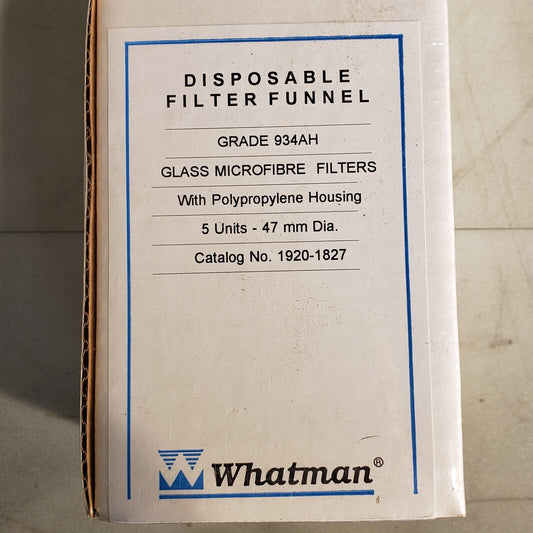 DISPOSABLE
FILTER FUNNEL
GRADE 934AH
GLASS MICROFIBRE FILTERS
With Polypropylene Housing
5 Units - 47 mm Dia.
Catalog No. 1920-1827
Whatman®